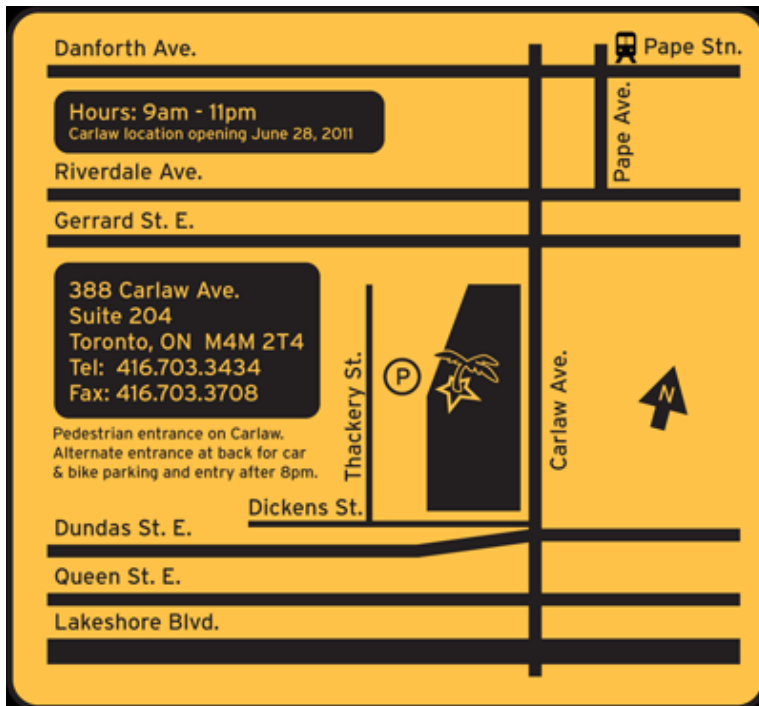 Danforth Ave.
Pape Stn.
Hours: 9am - 11pm
Carlaw location opening June 28, 2011
Pape Ave.
Riverdale Ave.
Gerrard St. E.
388 Carlaw Ave.
Suite 204
Toronto, ON  M4M 2T4
Tel:  416.703.3434
Fax: 416.703.3708
Thackery St.
P
Carlaw Ave.
N
Pedestrian entrance on Carlaw.
Alternate entrance at back for car
& bike parking and entry after 8pm.
Dickens St.
Dundas St. E.
Queen St. E.
Lakeshore Blvd.